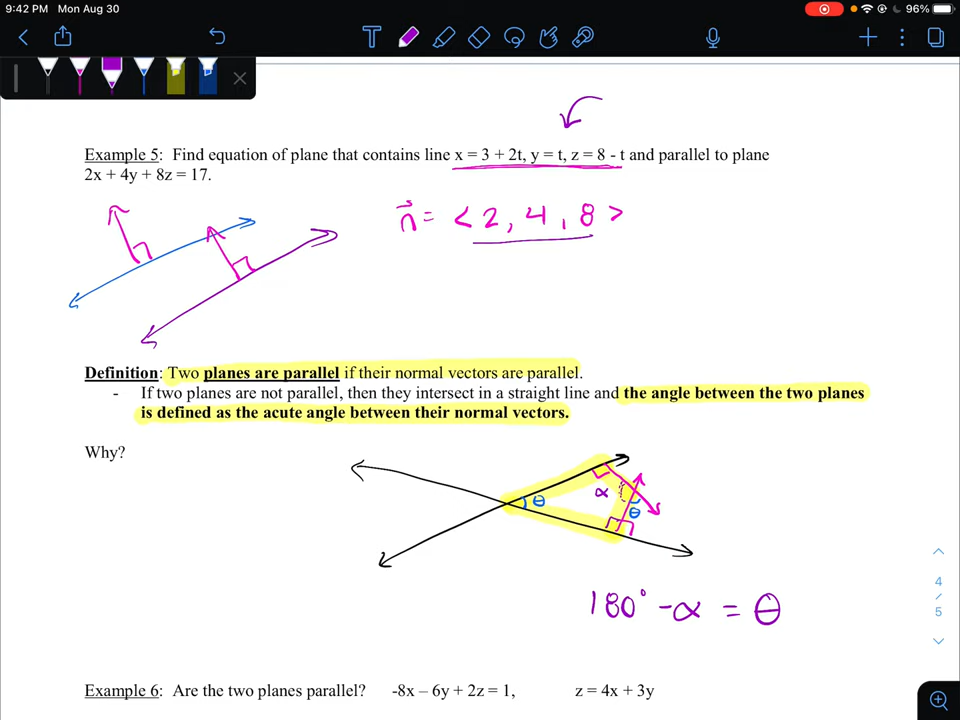 9:42 PM Mon Aug 30
96%
T
Example 5: Find equation of plane that contains line x = 3 + 2t, y = t, z = 8 - t and parallel to plane
2x + 4y + 8z = 17.
n⃗ = < 2, 4, 8 >
Definition: Two planes are parallel if their normal vectors are parallel.
- If two planes are not parallel, then they intersect in a straight line and the angle between the two planes
is defined as the acute angle between their normal vectors.
Why?
θ
α
θ
180° - α = θ
4
/
5
Example 6: Are the two planes parallel? -8x – 6y + 2z = 1, z = 4x + 3y